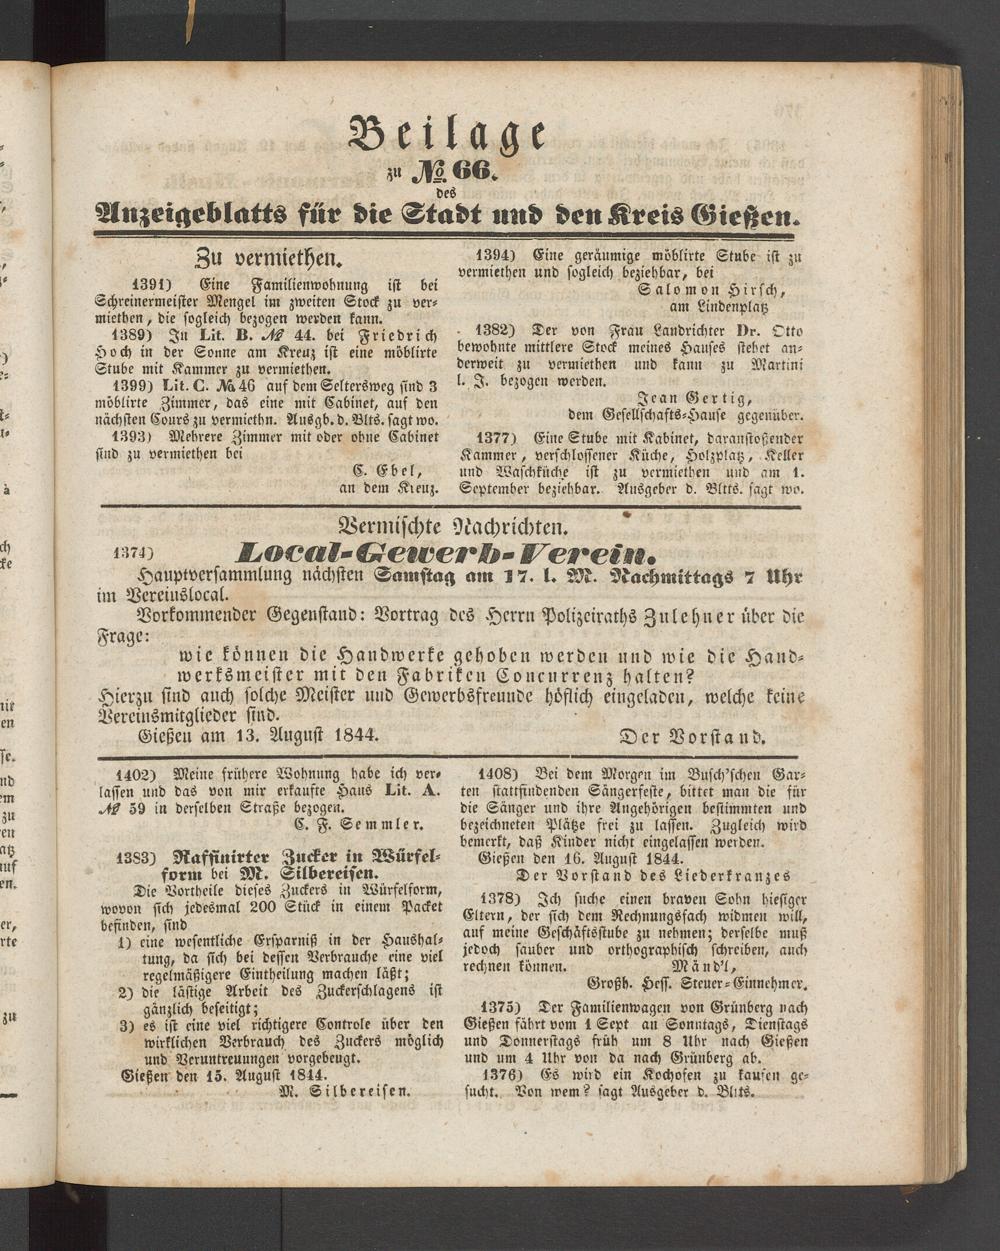 Beilage
zu No. 66.
des
Anzeigeblatts für die Stadt und den Kreis Gießen.
Zu vermiethen.
1391) Eine Familienwohnung ist bei
Schreinermeister Mengel im zweiten Stock zu ver-
miethen, die sogleich bezogen werden kann.
1389) In Lit. B. № 44. bei Friedrich
Hoch in der Sonne am Kreuz ist eine möblirte
Stube mit Kammer zu vermiethen.
1399) Lit. C. № 46 auf dem Seltersweg sind 3
möblirte Zimmer, das eine mit Cabinet, auf den
nächsten Cours zu vermiethn. Ausgb. d. Blts. sagt wo.
1393) Mehrere Zimmer mit oder ohne Cabinet
sind zu vermiethen bei
C. Ebel,
an dem Kreuz.
1394) Eine geräumige möblirte Stube ist zu
vermiethen und sogleich beziehbar, bei
Salomon Hirsch,
am Lindenplatz
1382) Der von Frau Landrichter Dr. Otto
bewohnte mittlere Stock meines Hauses stehet an-
derweit zu vermiethen und kann zu Martini
l. J. bezogen werden.
Jean Gertig,
dem Gesellschafts-Hause gegenüber.
1377) Eine Stube mit Kabinet, daranstoßender
Kammer, verschlossener Küche, Holzplatz, Keller
und Waschküche ist zu vermiethen und am 1.
September beziehbar. Ausgeber d. Bltts. sagt wo.
Vermischte Nachrichten.
1374) Local-Gewerb-Verein.
Hauptversammlung nächsten Samstag am 17. l. M. Nachmittags 7 Uhr
im Vereinslocal.
Vorkommender Gegenstand: Vortrag des Herrn Polizeiraths Zulehner über die
Frage:
wie können die Handwerke gehoben werden und wie die Hand-
werksmeister mit den Fabriken Concurrenz halten?
Hierzu sind auch solche Meister und Gewerbsfreunde höflich eingeladen, welche keine
Vereinsmitglieder sind.
Gießen am 13. August 1844. Der Vorstand.
1402) Meine frühere Wohnung habe ich ver-
lassen und das von mir erkaufte Haus Lit. A.
№ 59 in derselben Straße bezogen.
C. F. Semmler.
1383) Raffinirter Zucker in Würfel-
form bei M. Silbereisen.
Die Vortheile dieses Zuckers in Würfelform,
wovon sich jedesmal 200 Stück in einem Packet
befinden, sind
1) eine wesentliche Ersparniß in der Haushal-
tung, da sich bei dessen Verbrauche eine viel
regelmäßigere Eintheilung machen läßt;
2) die lästige Arbeit des Zuckerschlagens ist
gänzlich beseitigt;
3) es ist eine viel richtigere Controle über den
wirklichen Verbrauch des Zuckers möglich
und Veruntreuungen vorgebeugt.
Gießen den 15. August 1844.
M. Silbereisen.
1408) Bei dem Morgen im Busch'schen Gar-
ten stattfindenden Sängerfeste, bittet man die für
die Sänger und ihre Angehörigen bestimmten und
bezeichneten Plätze frei zu lassen. Zugleich wird
bemerkt, daß Kinder nicht eingelassen werden.
Gießen den 16. August 1844.
Der Vorstand des Liederkranzes
1378) Ich suche einen braven Sohn hiesiger
Eltern, der sich dem Rechnungsfach widmen will,
auf meine Geschäftsstube zu nehmen; derselbe muß
jedoch sauber und orthographisch schreiben, auch
rechnen können. Mänd'l,
Großh. Hess. Steuer-Einnehmer.
1375) Der Familienwagen von Grünberg nach
Gießen fährt vom 1 Sept an Sonntags, Dienstags
und Donnerstags früh um 8 Uhr nach Gießen
und um 4 Uhr von da nach Grünberg ab.
1376) Es wird ein Kochofen zu kaufen ge-
sucht. Von wem? sagt Ausgeber d. Blits.